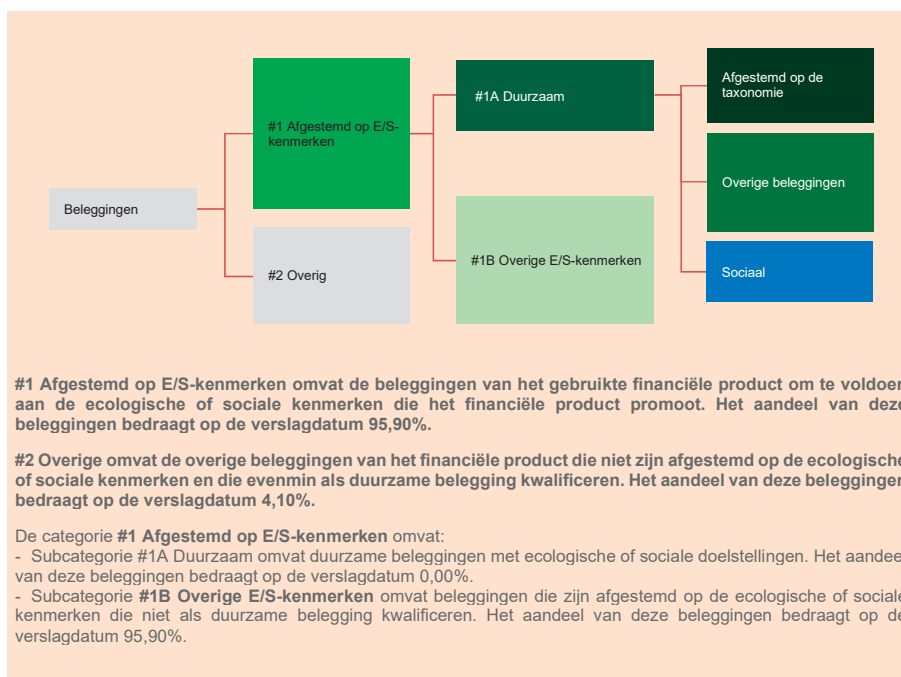 Beleggingen
#1 Afgestemd op E/S-
kenmerken
#2 Overig
#1A Duurzaam
#1B Overige E/S-kenmerken
Afgestemd op de
taxonomie
Overige beleggingen
Sociaal
#1 Afgestemd op E/S-kenmerken omvat de beleggingen van het gebruikte financiële product om te voldoen
aan de ecologische of sociale kenmerken die het financiële product promoot. Het aandeel van deze
beleggingen bedraagt op de verslagdatum 95,90%.
#2 Overige omvat de overige beleggingen van het financiële product die niet zijn afgestemd op de ecologische
of sociale kenmerken en die evenmin als duurzame belegging kwalificeren. Het aandeel van deze beleggingen
bedraagt op de verslagdatum 4,10%.
De categorie #1 Afgestemd op E/S-kenmerken omvat:
- Subcategorie #1A Duurzaam omvat duurzame beleggingen met ecologische of sociale doelstellingen. Het aandeel
van deze beleggingen bedraagt op de verslagdatum 0,00%.
- Subcategorie #1B Overige E/S-kenmerken omvat beleggingen die zijn afgestemd op de ecologische of sociale
kenmerken die niet als duurzame belegging kwalificeren. Het aandeel van deze beleggingen bedraagt op de
verslagdatum 95,90%.